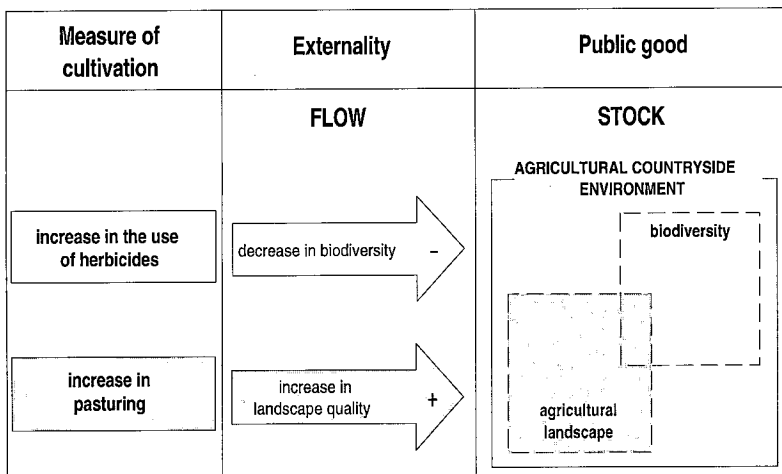 Measure of
cultivation
Externality
Public good
FLOW
STOCK
AGRICULTURAL COUNTRYSIDE
ENVIRONMENT
increase in the use
of herbicides
decrease in biodiversity –
biodiversity
increase in
pasturing
increase in
landscape quality +
agricultural
landscape